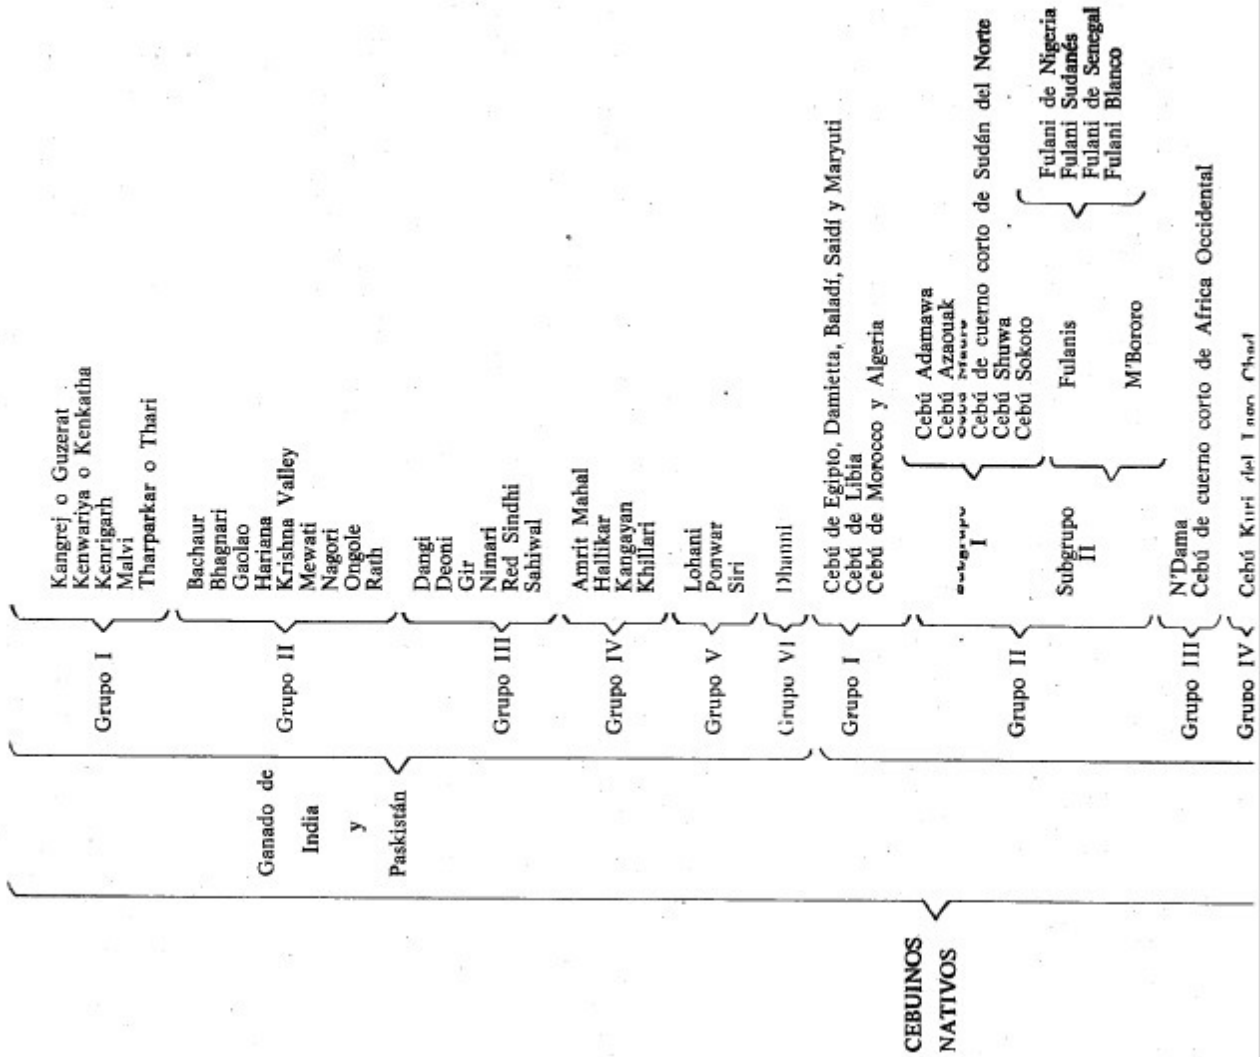 CEBUINOS
NATIVOS
Ganado de
India
y
Paskistán
Grupo I
Kangrej o Guzerat
Kenwariya o Kenkatha
Kenrigarh
Malvi
Tharparkar o Thari
Grupo II
Bachaur
Bhagnari
Gaolao
Hariana
Krishna Valley
Mewati
Nagori
Ongole
Rath
Grupo III
Dangi
Deoni
Gir
Nimari
Red Sindhi
Sahiwal
Grupo IV
Amrit Mahal
Hallikar
Kangayan
Khillari
Grupo V
Lohani
Ponwar
Siri
Grupo VI
Dhanni
Grupo I
Cebú de Egipto, Damietta, Baladí, Saidí y Maryuti
Cebú de Libia
Cebú de Morocco y Algeria
Grupo II
Subgrupo
I
Cebú Adamawa
Cebú Azaouak
Cebú de cuerno corto de Sudán del Norte
Cebú Shuwa
Cebú Sokoto
Subgrupo
II
Fulanis
Fulani de Nigeria
Fulani Sudanés
Fulani de Senegal
Fulani Blanco
M'Bororo
Grupo III
N'Dama
Cebú de cuerno corto de Africa Occidental
Grupo IV
Cebú Kuri del